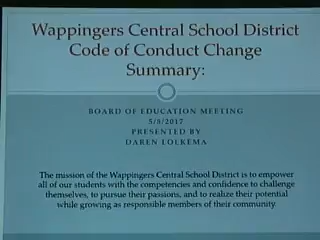 Wappingers Central School District
Code of Conduct Change
Summary:
BOARD OF EDUCATION MEETING
5/8/2017
PRESENTED BY
DAREN LOLKEMA
The mission of the Wappingers Central School District is to empower
all of our students with the competencies and confidence to challenge
themselves, to pursue their passions, and to realize their potential
while growing as responsible members of their community.